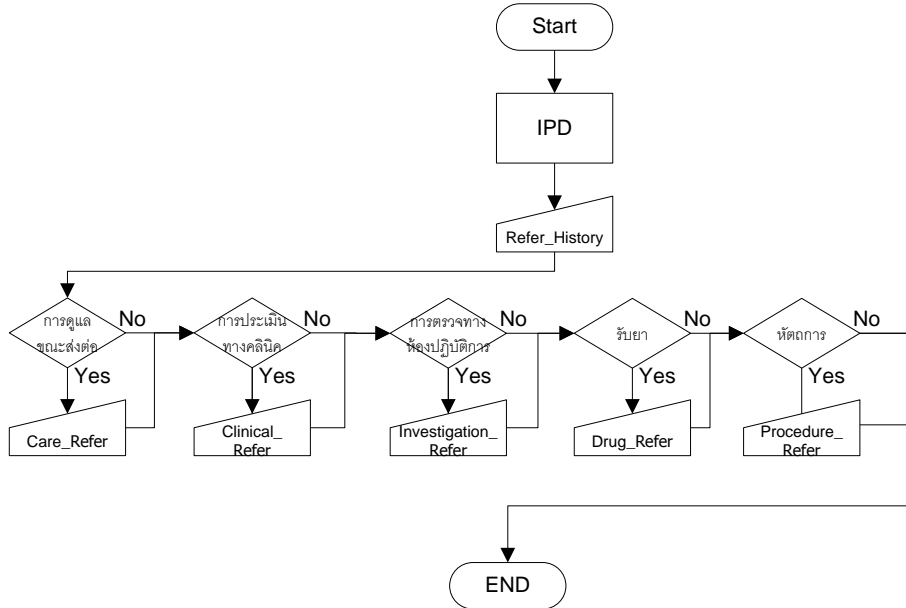 Start
IPD
Refer_History
การดูแล
ขณะส่งต่อ
No
การประเมิน
ทางคลินิค
No
การตรวจทาง
ห้องปฏิบัติการ
No
รับยา
No
หัตถการ
No
Yes
Yes
Yes
Yes
Yes
Care_Refer
Clinical_
Refer
Investigation_
Refer
Drug_Refer
Procedure_
Refer
END